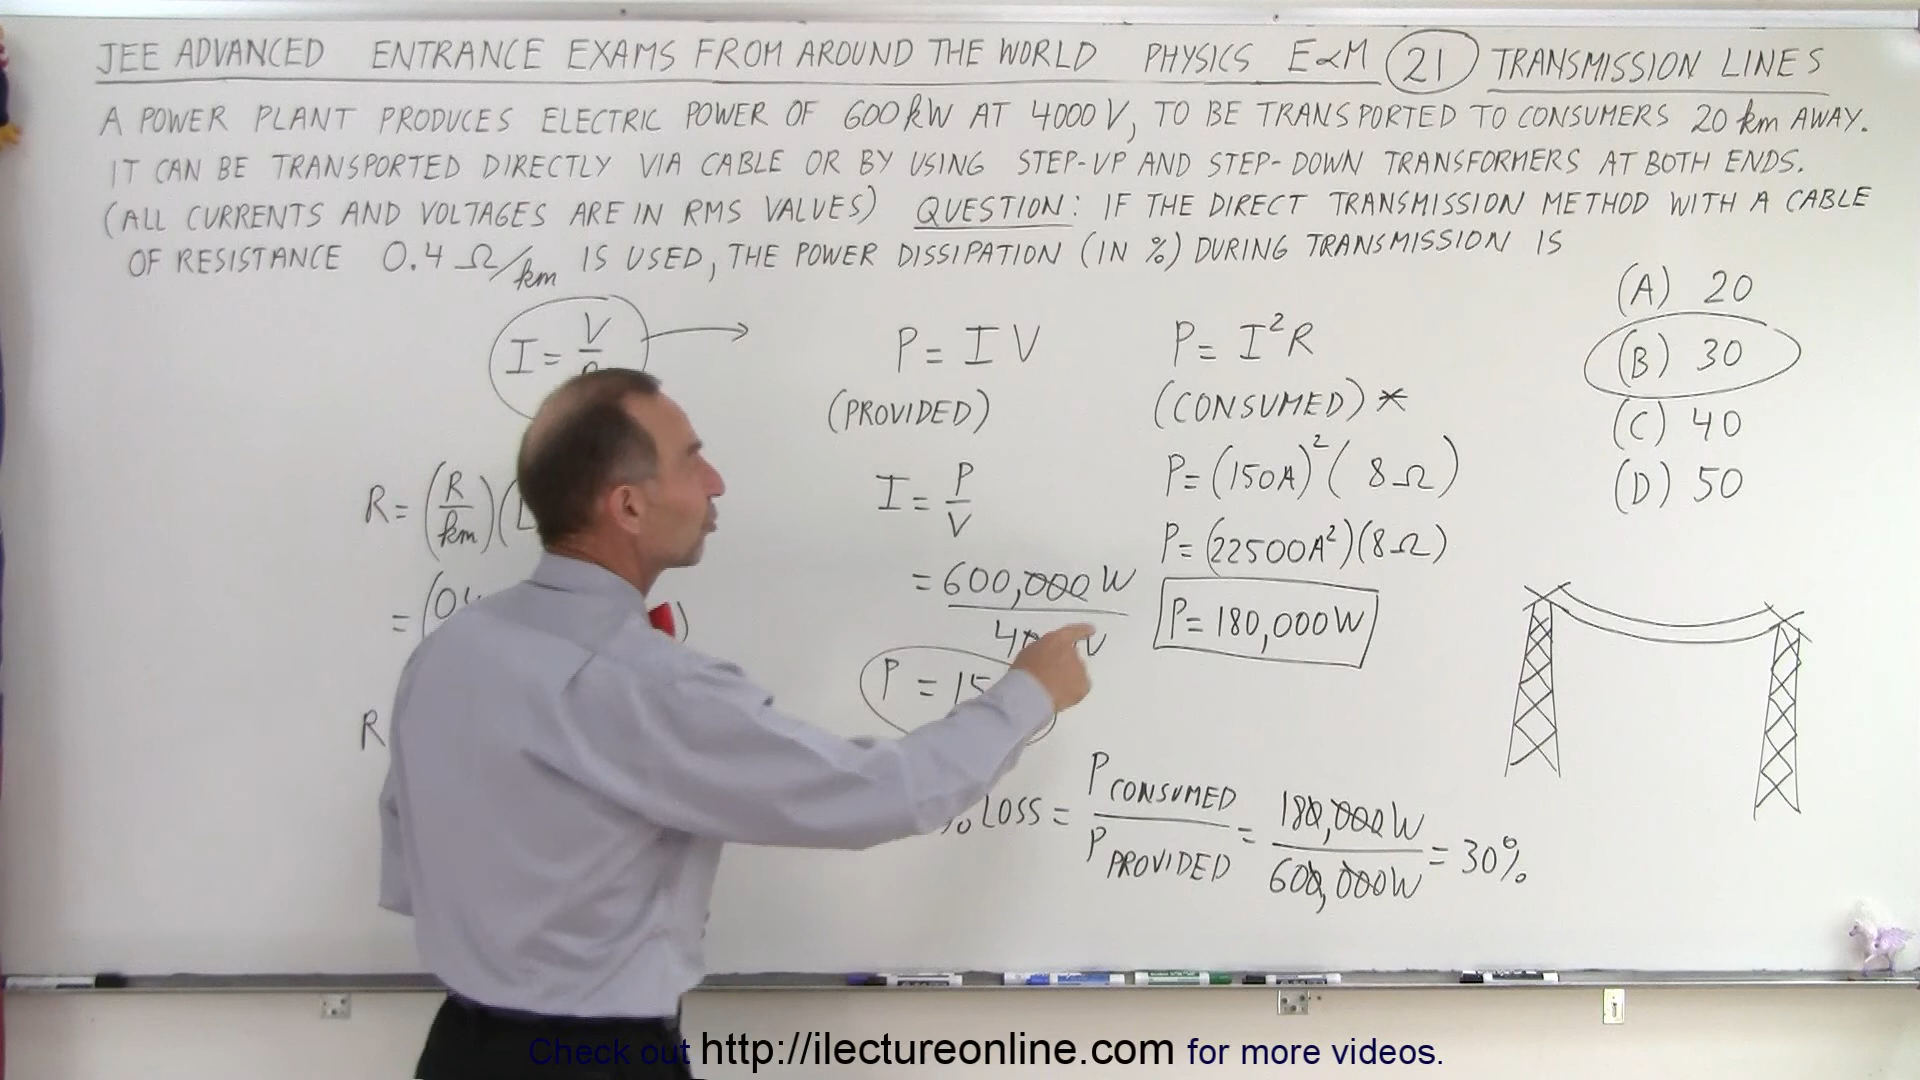 JEE ADVANCED ENTRANCE EXAMS FROM AROUND THE WORLD PHYSICS E&M 21 TRANSMISSION LINES
A POWER PLANT PRODUCES ELECTRIC POWER OF 600 kW AT 4000 V, TO BE TRANSPORTED TO CONSUMERS 20 km AWAY.
IT CAN BE TRANSPORTED DIRECTLY VIA CABLE OR BY USING STEP-UP AND STEP-DOWN TRANSFORMERS AT BOTH ENDS.
(ALL CURRENTS AND VOLTAGES ARE IN RMS VALUES) QUESTION: IF THE DIRECT TRANSMISSION METHOD WITH A CABLE
OF RESISTANCE 0.4 Ω/km IS USED, THE POWER DISSIPATION (IN %) DURING TRANSMISSION IS
(A) 20
(B) 30
(C) 40
(D) 50
I = V/
R = (R/km)(
= (0.4
R
P = IV
(PROVIDED)
I = P/V
= 600,000 W /
P = 15
P = I²R
(CONSUMED) *
P = (150A)² (8Ω)
P = (22500A²)(8Ω)
P = 180,000W
% LOSS = P CONSUMED / P PROVIDED = 180,000W / 600,000W = 30%
Check out http://ilectureonline.com for more videos.